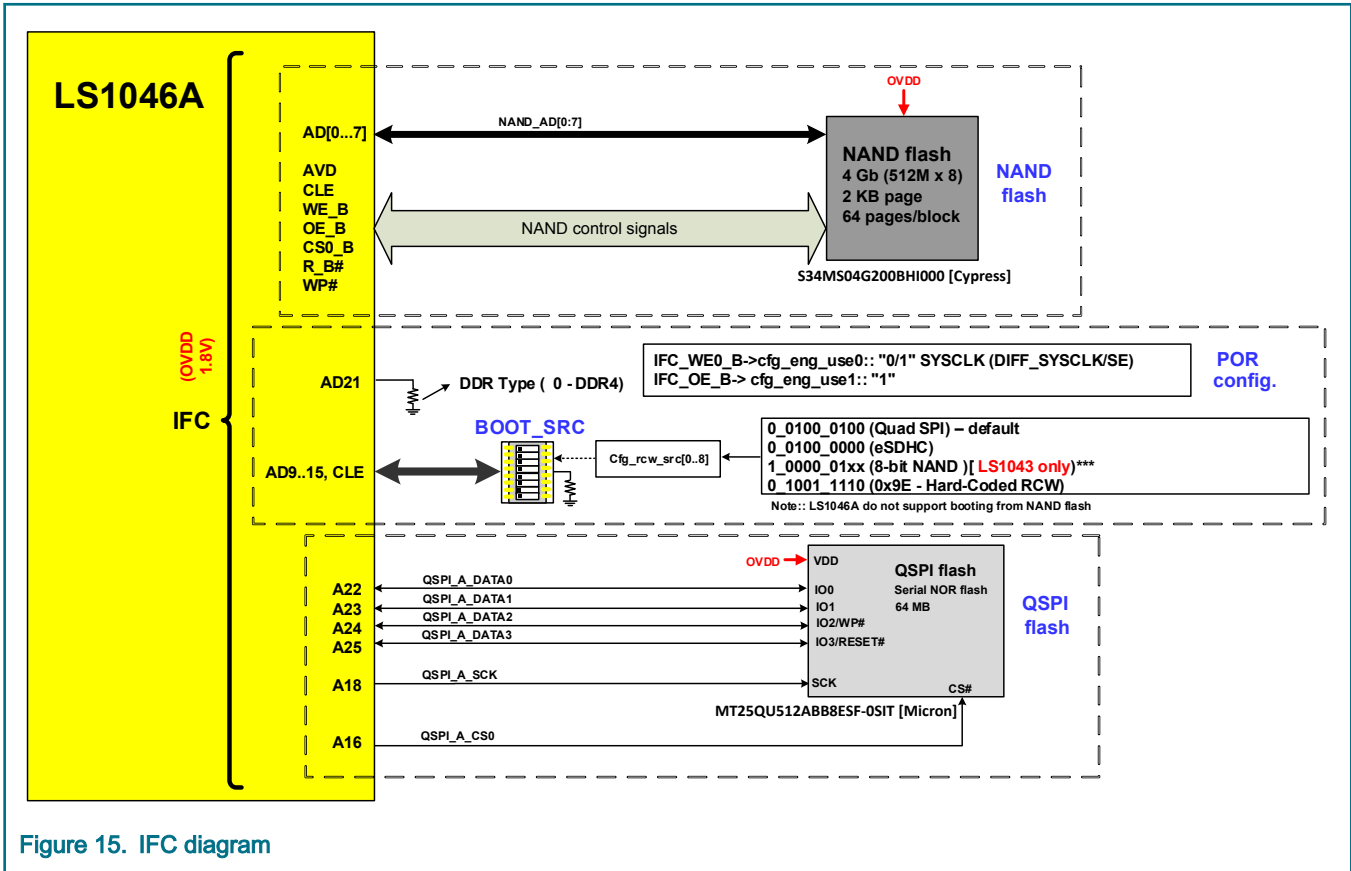 LS1046A
IFC
(OVDD
1.8V)
AD[0...7]
AVD
CLE
WE_B
OE_B
CS0_B
R_B#
WP#
NAND_AD[0:7]
NAND control signals
OVDD
NAND flash
4 Gb (512M x 8)
2 KB page
64 pages/block
S34MS04G200BHI000 [Cypress]
NAND
flash
AD21
DDR Type ( 0 - DDR4)
IFC_WE0_B->cfg_eng_use0:: "0/1" SYSCLK (DIFF_SYSCLK/SE)
IFC_OE_B-> cfg_eng_use1:: "1"
POR
config.
BOOT_SRC
AD9..15, CLE
Cfg_rcw_src[0..8]
0_0100_0100 (Quad SPI) – default
0_0100_0000 (eSDHC)
1_0000_01xx (8-bit NAND )[ LS1043 only)***
0_1001_1110 (0x9E - Hard-Coded RCW)
Note:: LS1046A do not support booting from NAND flash
A22
A23
A24
A25
A18
A16
QSPI_A_DATA0
QSPI_A_DATA1
QSPI_A_DATA2
QSPI_A_DATA3
QSPI_A_SCK
QSPI_A_CS0
OVDD
VDD
IO0
IO1
IO2/WP#
IO3/RESET#
SCK
CS#
QSPI flash
Serial NOR flash
64 MB
MT25QU512ABB8ESF-0SIT [Micron]
QSPI
flash
Figure 15. IFC diagram